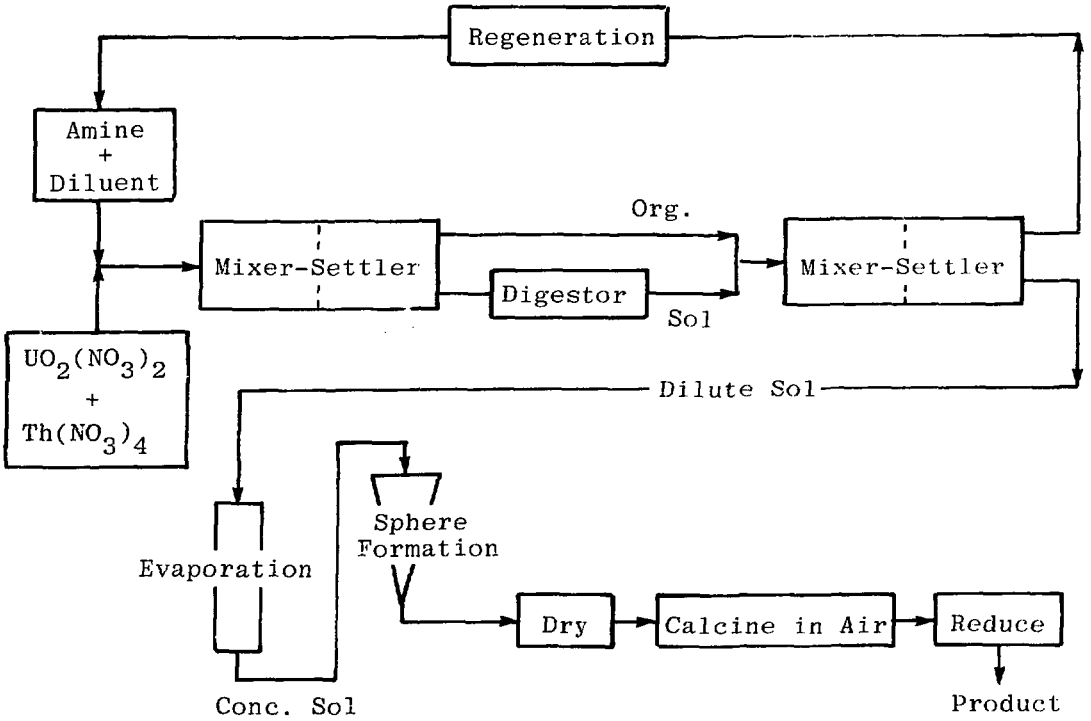 Regeneration
Amine
+
Diluent
Org.
Mixer-Settler
Mixer-Settler
Digestor
Sol
UO₂(NO₃)₂
+
Th(NO₃)₄
Dilute Sol
Sphere
Formation
Evaporation
Dry
Calcine in Air
Reduce
Conc. Sol
Product